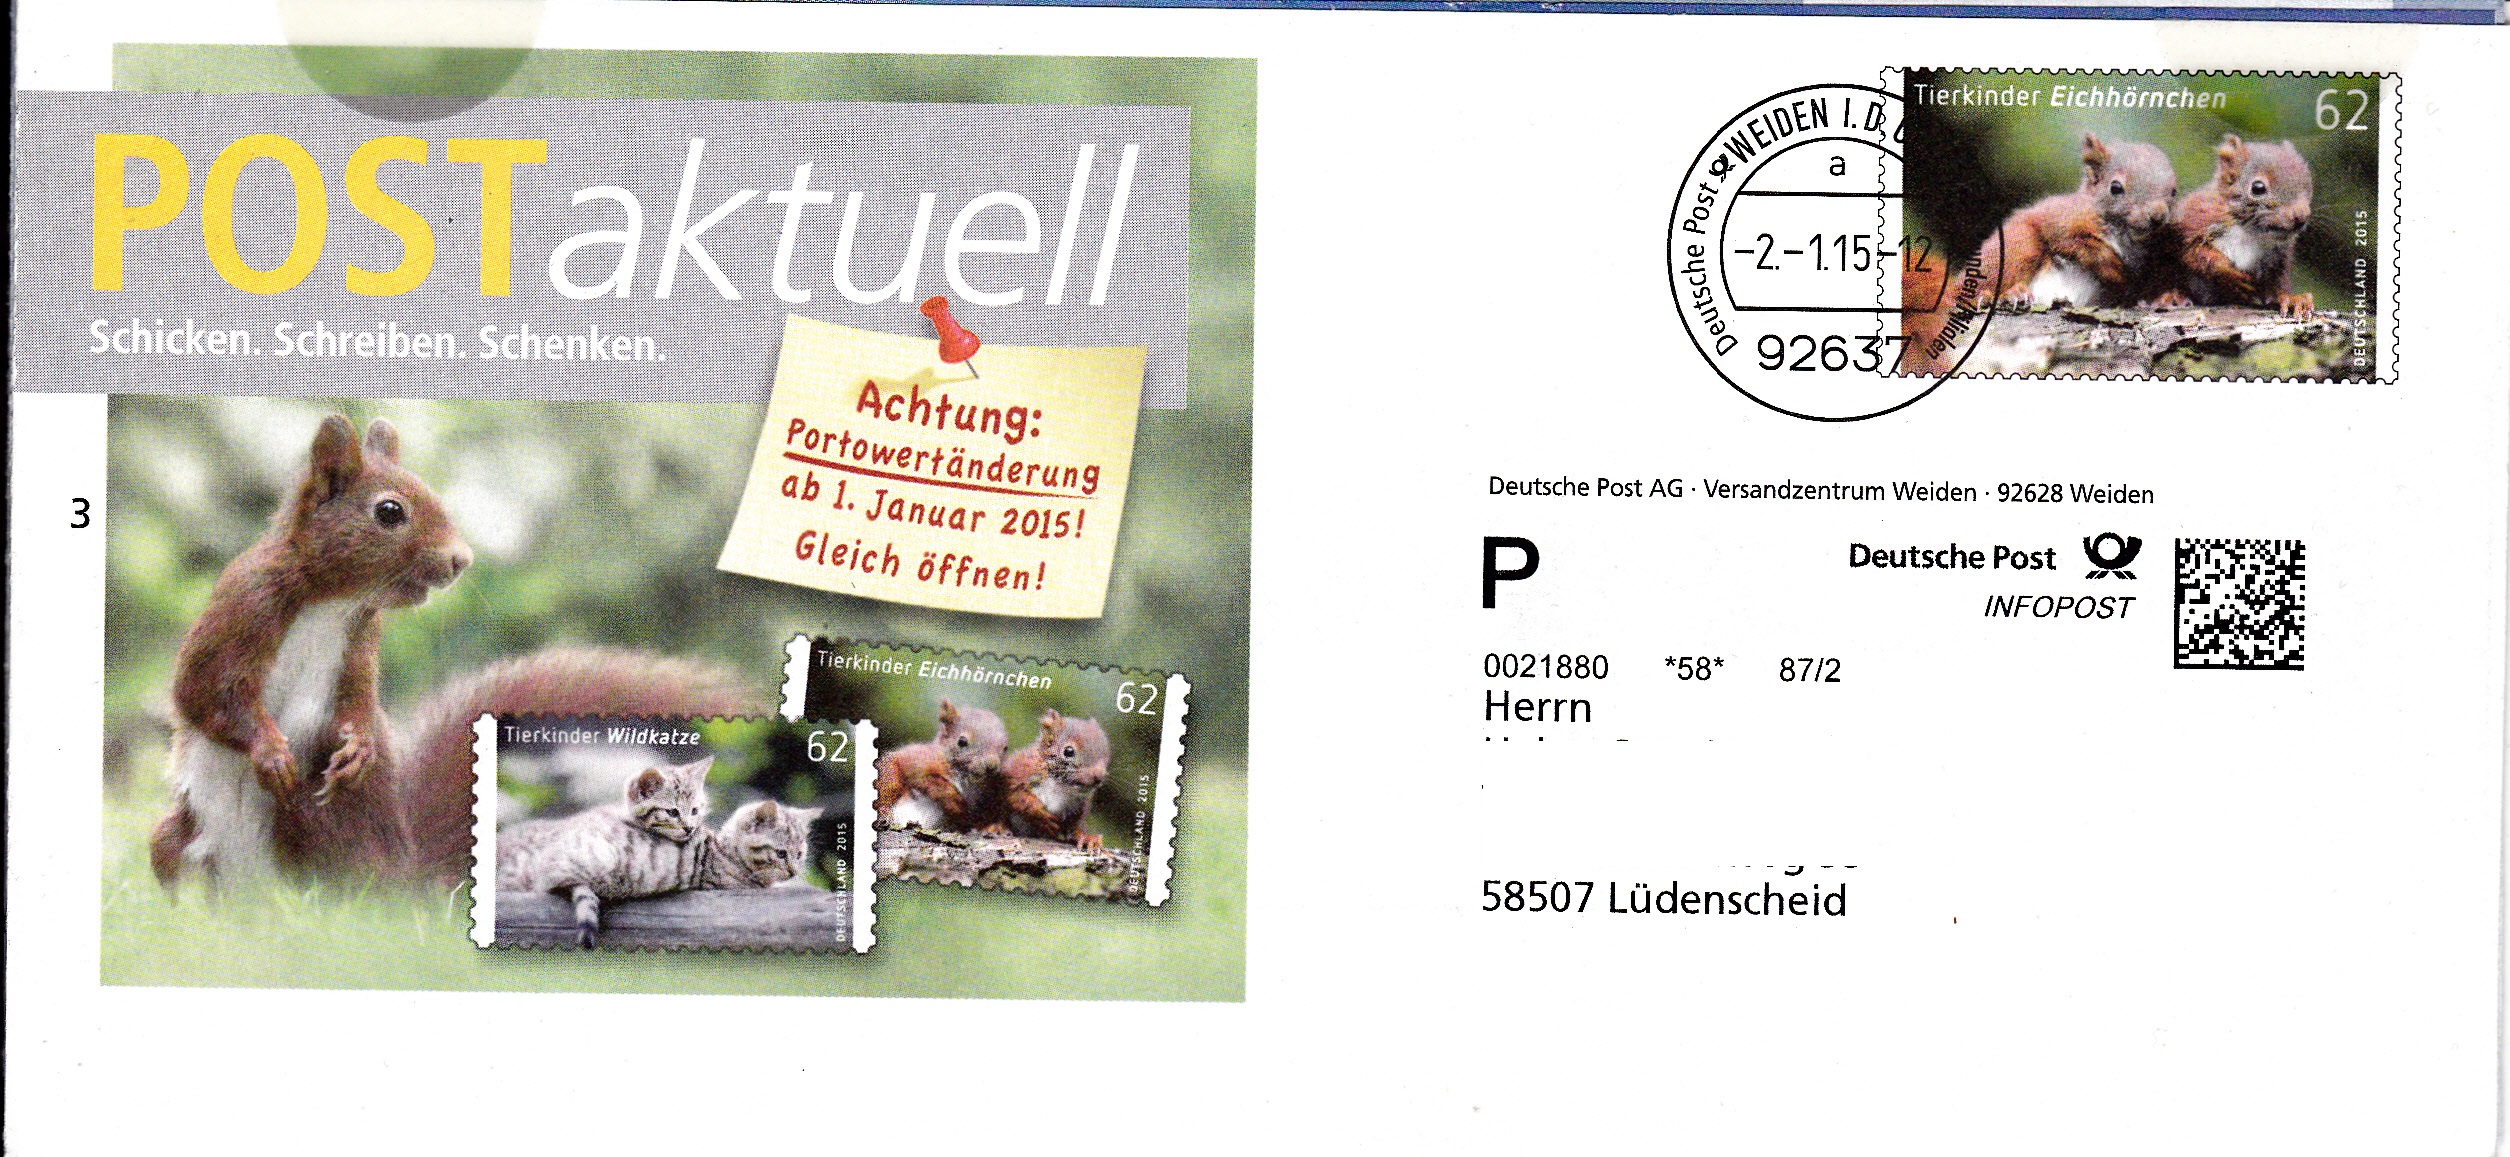 POSTaktuell
Schicken. Schreiben. Schenken.
Achtung:
Portowertänderung
ab 1. Januar 2015!
Gleich öffnen!
3
Tierkinder Eichhörnchen
62
DEUTSCHLAND 2015
Tierkinder Wildkatze
62
DEUTSCHLAND 2015
Tierkinder Eichhörnchen
62
DEUTSCHLAND 2015
Deutsche Post WEIDEN I.D
a
-2.-1.15-12
92637
Deutsche Post AG · Versandzentrum Weiden · 92628 Weiden
P
Deutsche Post
INFOPOST
0021880 *58* 87/2
Herrn
58507 Lüdenscheid